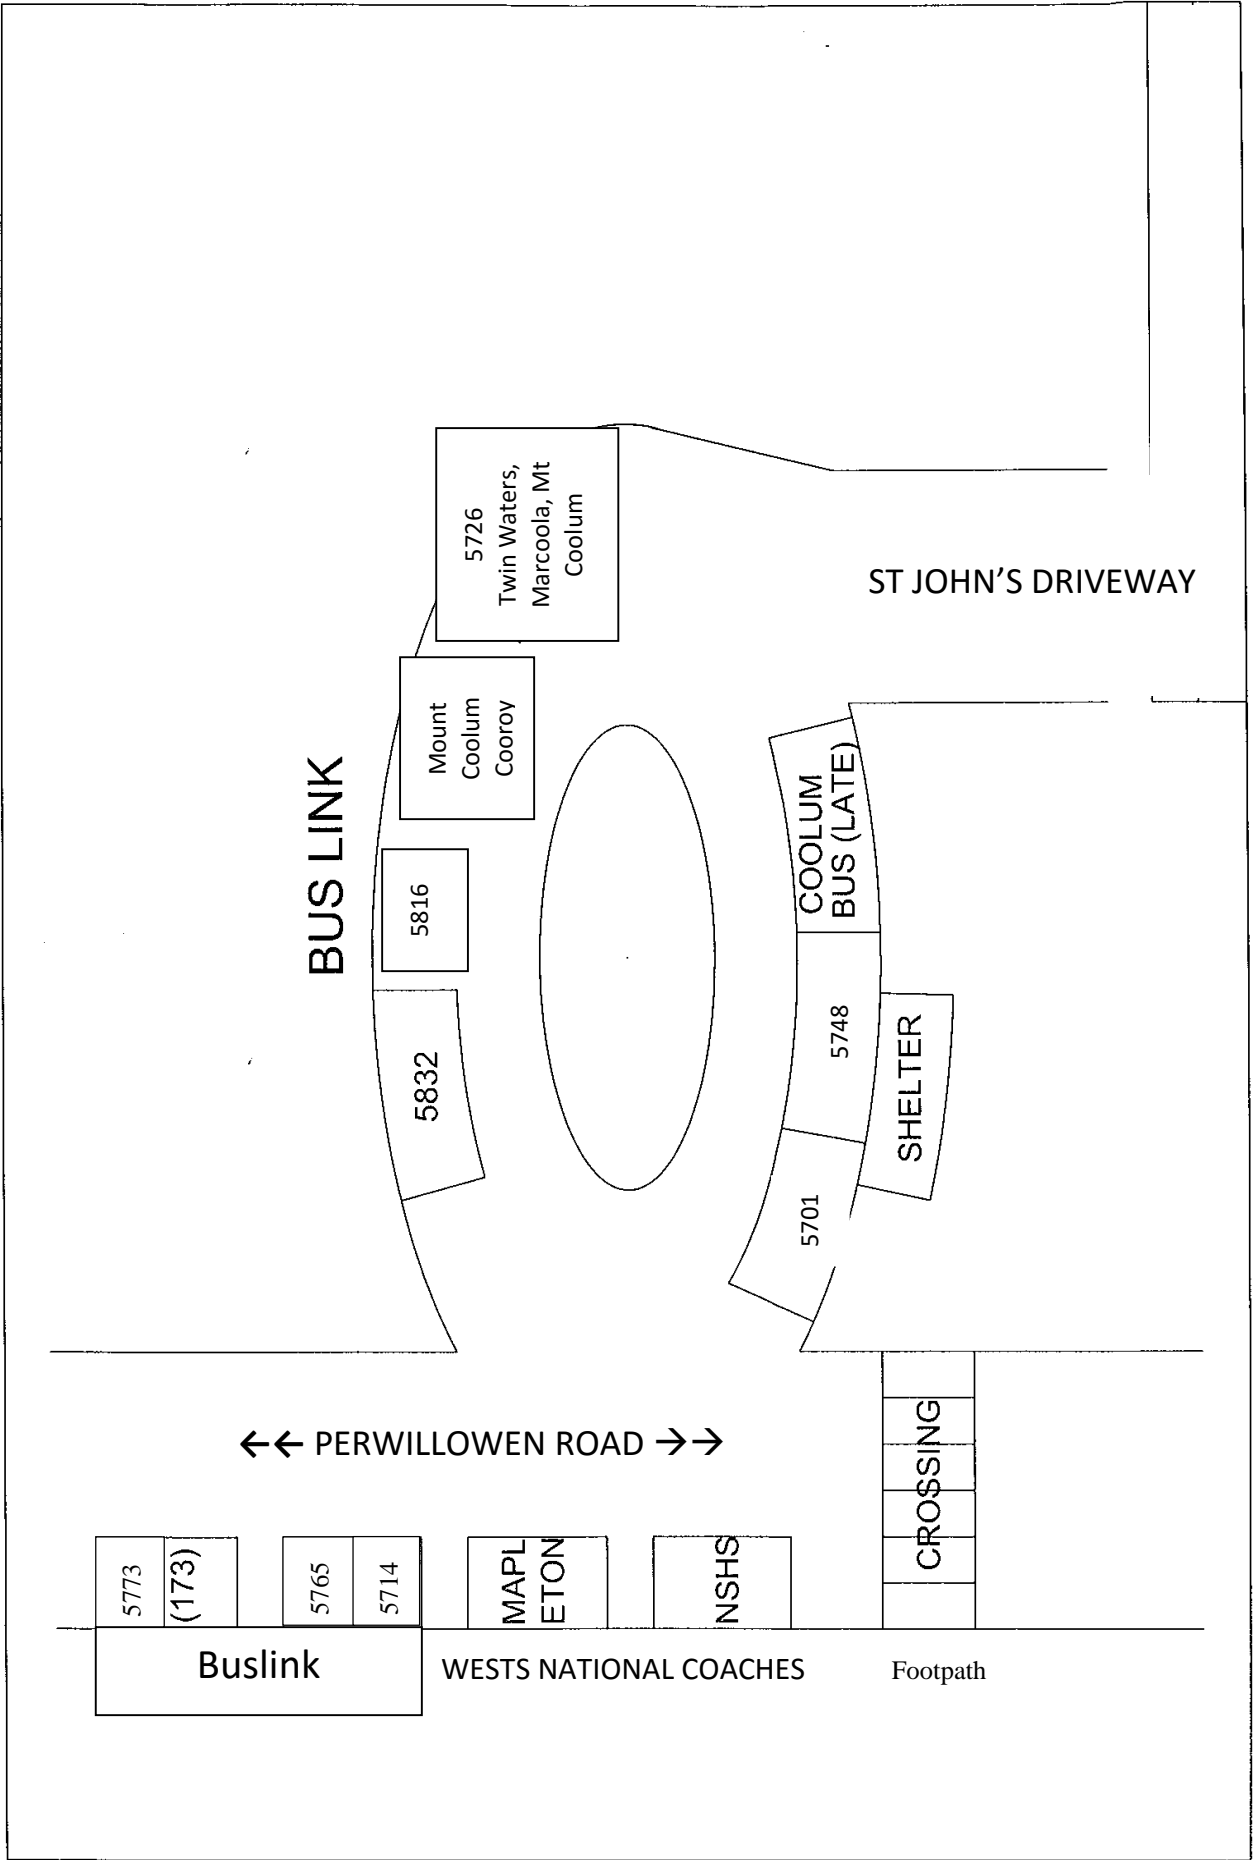 5726
Twin Waters,
Marcoola, Mt
Coolum
ST JOHN'S DRIVEWAY
Mount
Coolum
Cooroy
BUS LINK
COOLUM
BUS (LATE)
5816
5748
SHELTER
5832
5701
←← PERWILLOWEN ROAD →→
CROSSING
5773
(173)
5765
5714
MAPL
ETON
NSHS
Buslink
WESTS NATIONAL COACHES
Footpath